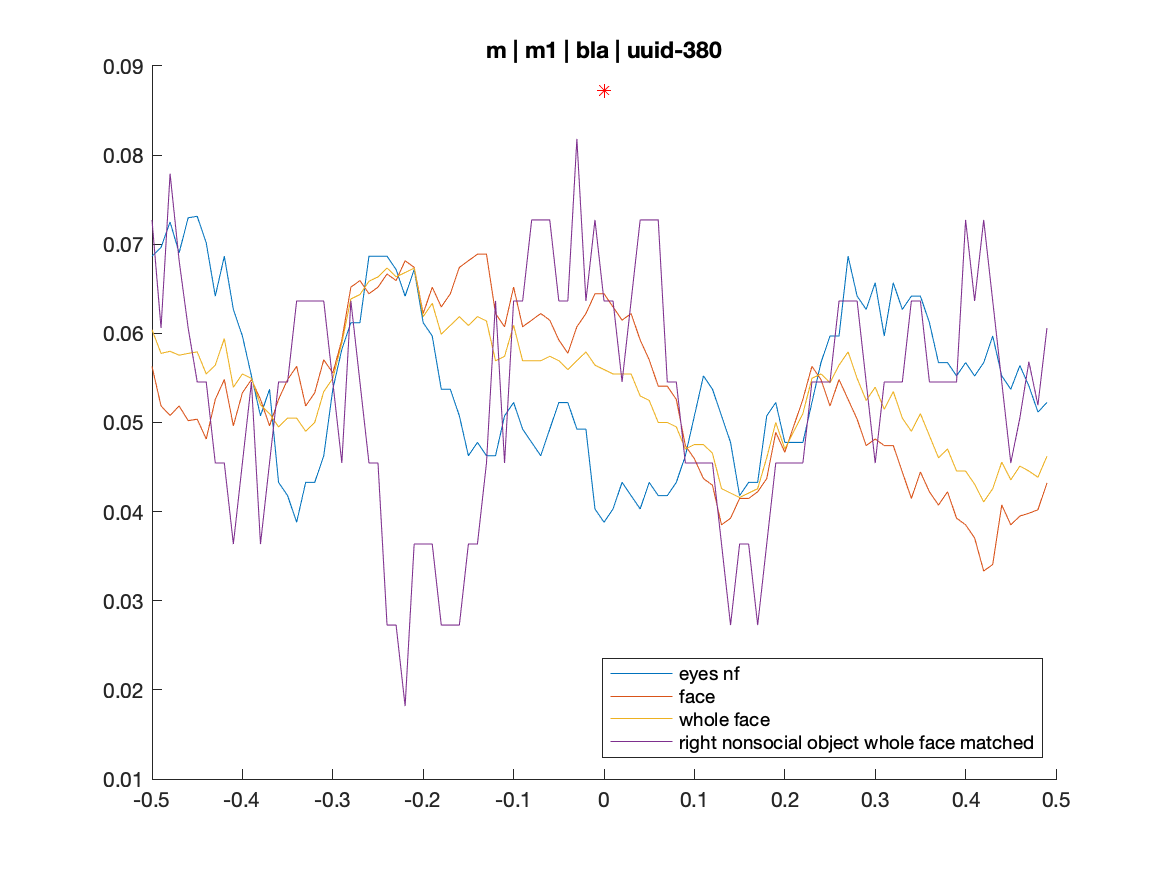 m | m1 | bla | uuid-380
0.09
0.08
0.07
0.06
0.05
0.04
0.03
0.02
0.01
eyes nf
face
whole face
right nonsocial object whole face matched
-0.5 -0.4 -0.3 -0.2 -0.1 0 0.1 0.2 0.3 0.4 0.5